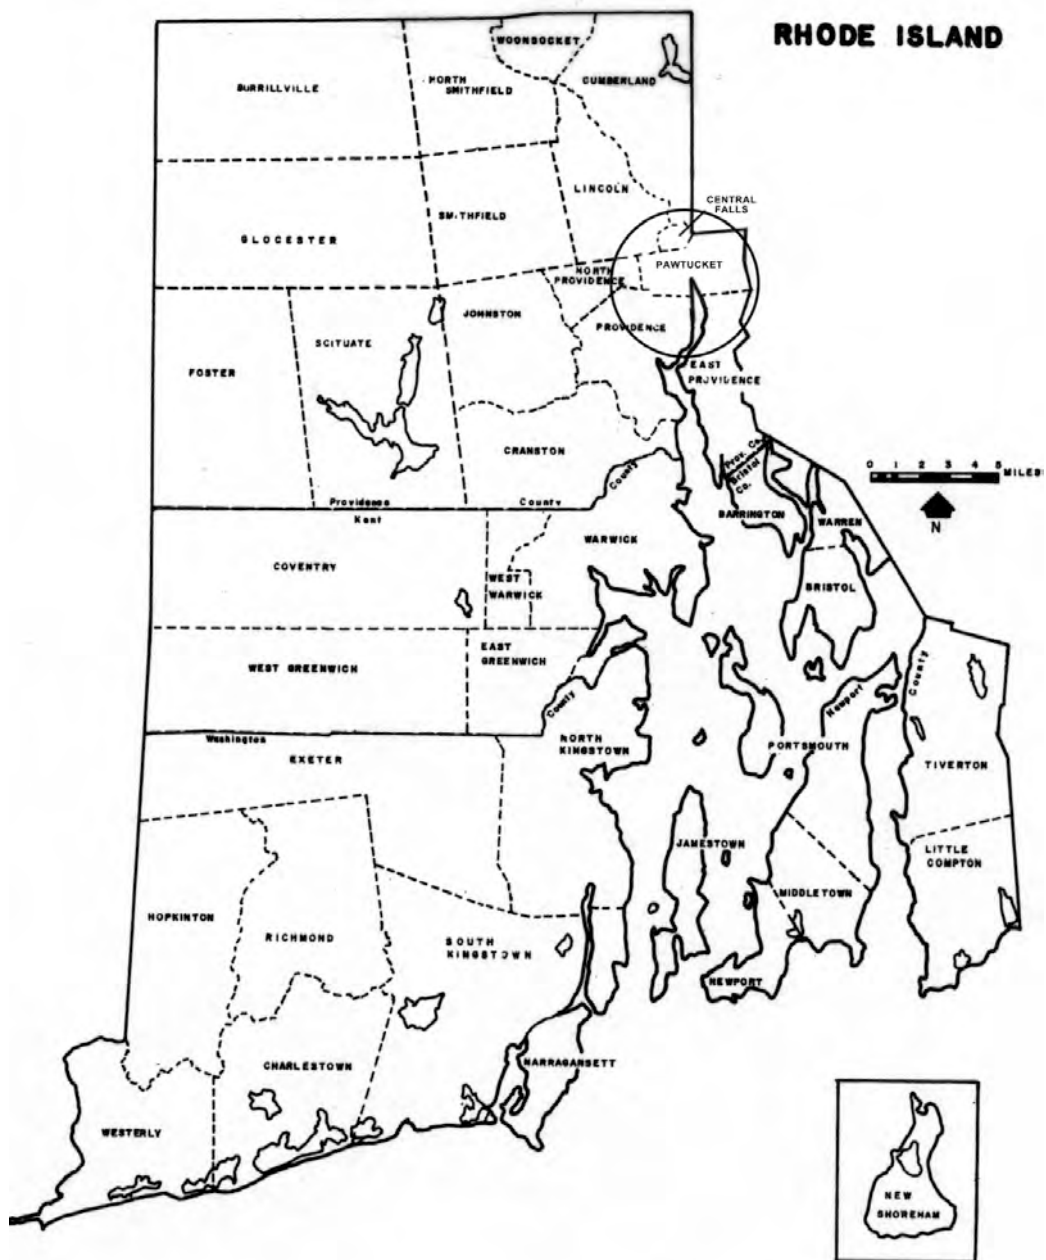 RHODE ISLAND
WOONSOCKET
BURRILLVILLE
NORTH
SMITHFIELD
CUMBERLAND
LINCOLN
CENTRAL
FALLS
SMITHFIELD
GLOCESTER
PAWTUCKET
NORTH
PROVIDENCE
JOHNSTON
PROVIDENCE
SCITUATE
FOSTER
EAST
PROVIDENCE
CRANSTON
County
Prov. Co.
Bristol
Co.
0 1 5 MILES
N
Providence County
Kent
BARRINGTON
WARREN
WARWICK
COVENTRY
WEST
WARWICK
BRISTOL
EAST
GREENWICH
WEST GREENWICH
County
Newport
County
Washington
NORTH
KINGSTOWN
EXETER
PORTSMOUTH
TIVERTON
JAMESTOWN
LITTLE
COMPTON
MIDDLETOWN
HOPKINTON
RICHMOND
SOUTH
KINGSTOWN
NEWPORT
CHARLESTOWN
NARRAGANSETT
WESTERLY
NEW
SHOREHAM